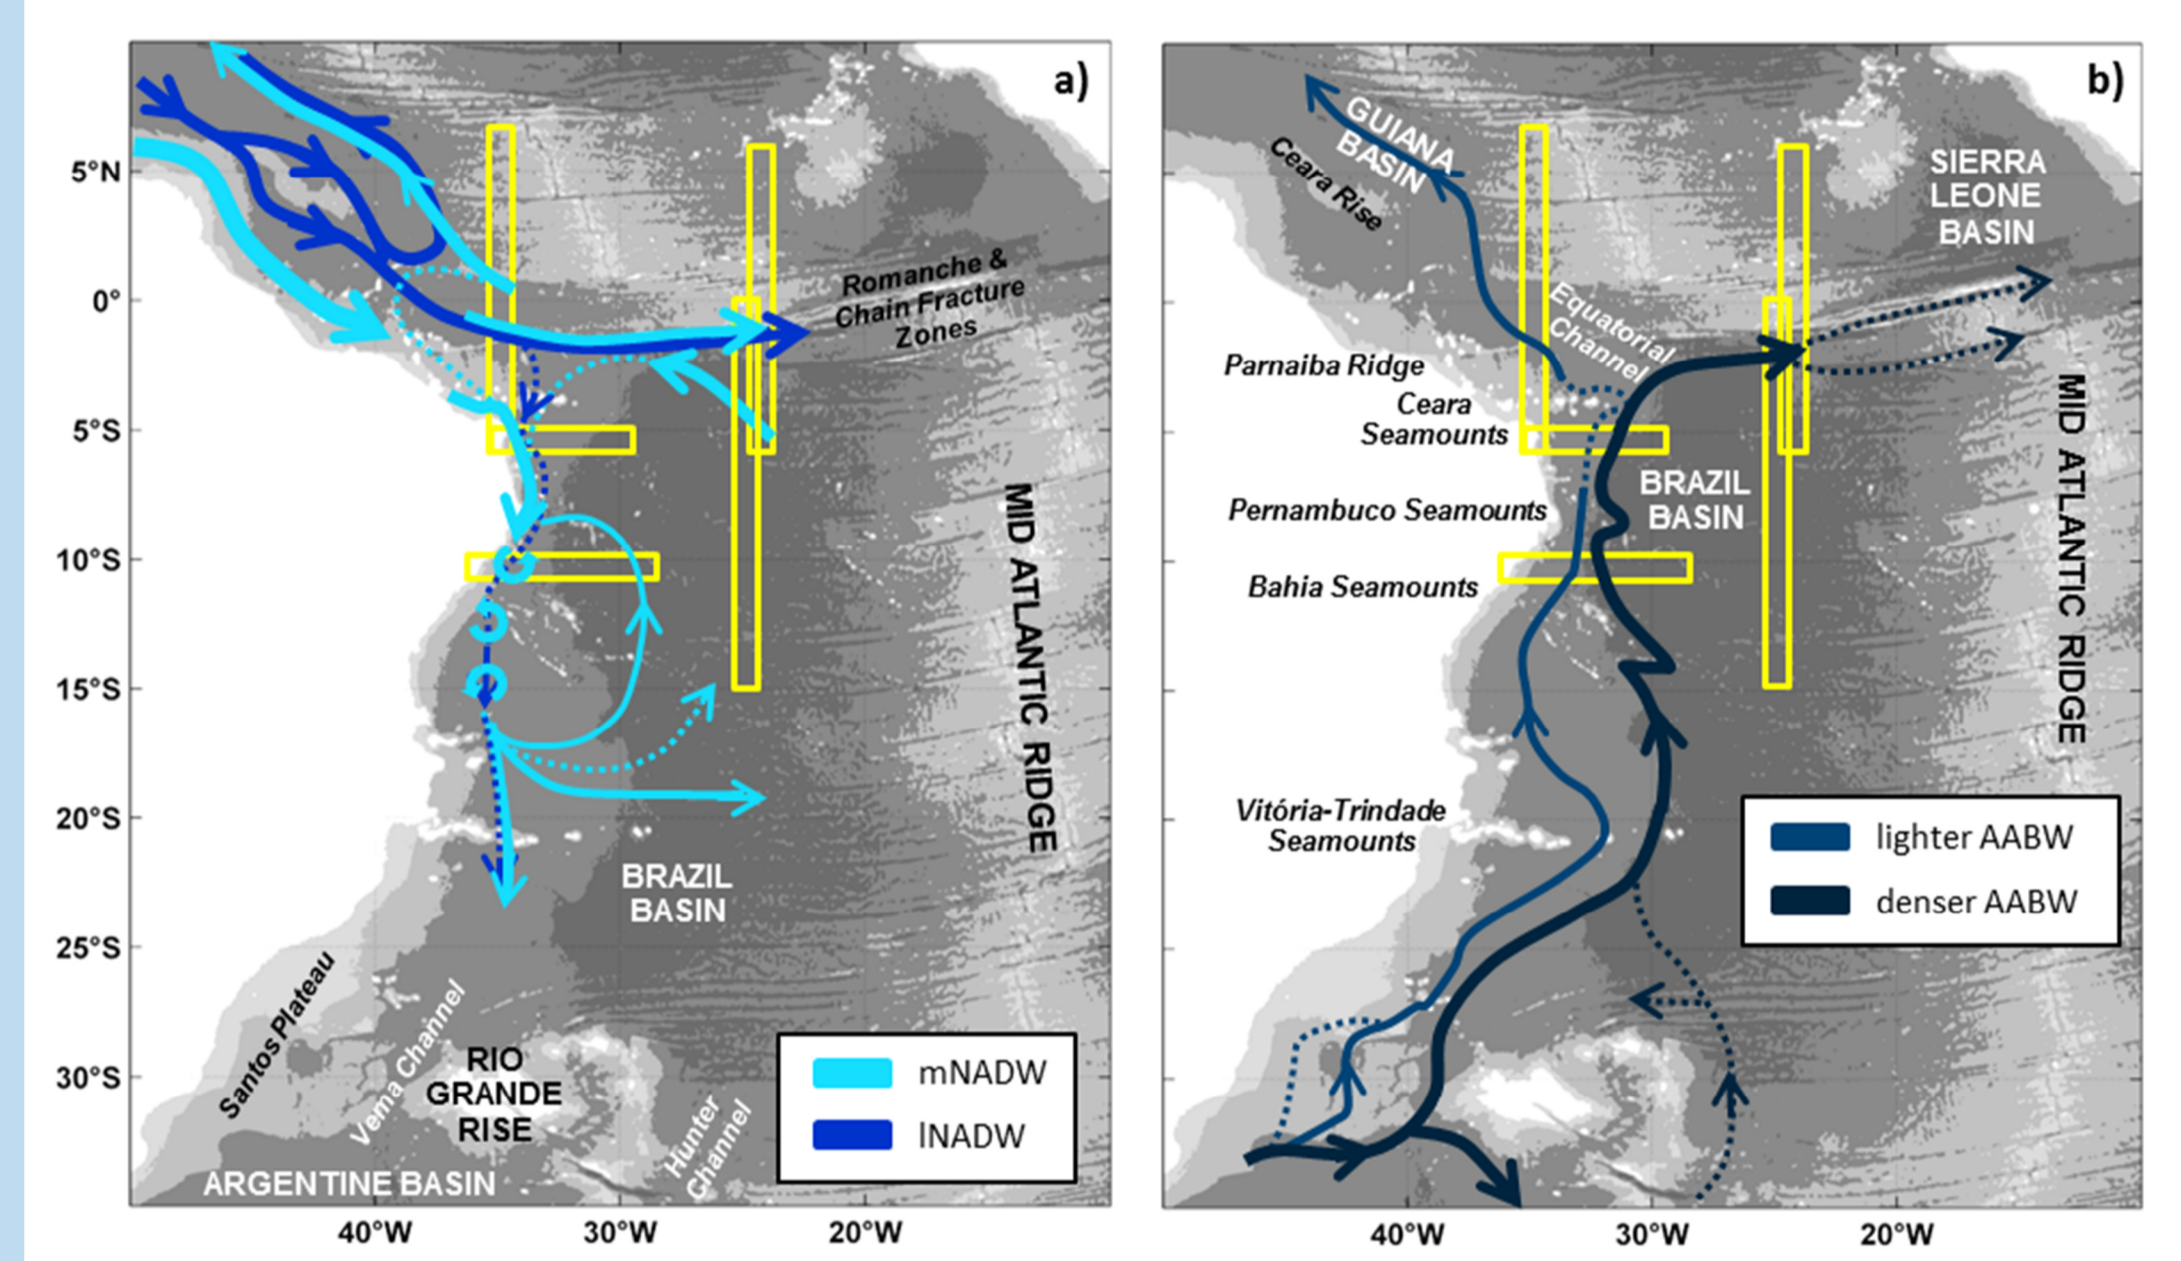 a)
5°N
0°
5°S
10°S
15°S
20°S
25°S
30°S
Romanche &
Chain Fracture
Zones
MID ATLANTIC RIDGE
BRAZIL
BASIN
Santos Plateau
Vema Channel
RIO
GRANDE
RISE
Hunter
Channel
ARGENTINE BASIN
mNADW
lNADW
40°W
30°W
20°W
b)
GUIANA
BASIN
Ceara Rise
SIERRA
LEONE
BASIN
Equatorial
Channel
Parnaiba Ridge
Ceara
Seamounts
BRAZIL
BASIN
Pernambuco Seamounts
Bahia Seamounts
MID ATLANTIC RIDGE
Vitória-Trindade
Seamounts
lighter AABW
denser AABW
40°W
30°W
20°W